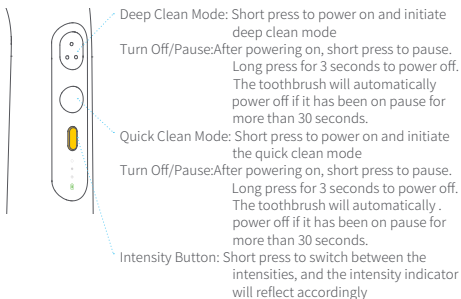 Deep Clean Mode: Short press to power on and initiate
deep clean mode
Turn Off/Pause:After powering on, short press to pause.
Long press for 3 seconds to power off.
The toothbrush will automatically
power off if it has been on pause for
more than 30 seconds.
Quick Clean Mode: Short press to power on and initiate
the quick clean mode
Turn Off/Pause:After powering on, short press to pause.
Long press for 3 seconds to power off.
The toothbrush will automatically .
power off if it has been on pause for
more than 30 seconds.
Intensity Button: Short press to switch between the
intensities, and the intensity indicator
will reflect accordingly